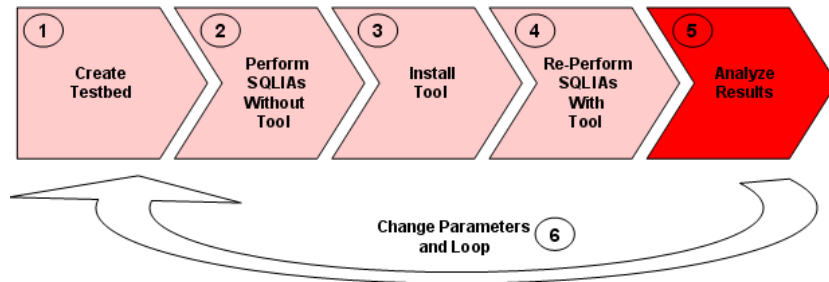 1
Create
Testbed
2
Perform
SQLIAs
Without
Tool
3
Install
Tool
4
Re-Perform
SQLIAs
With
Tool
5
Analyze
Results
Change Parameters
and Loop
6